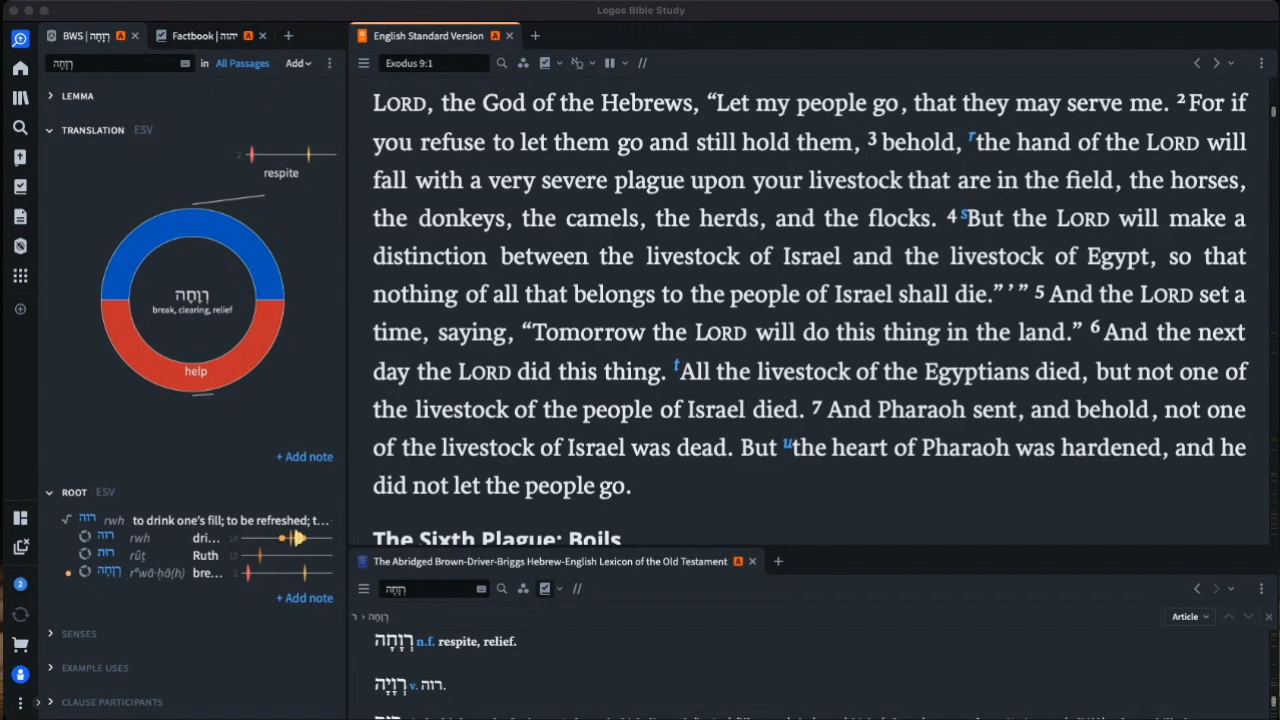 Logos Bible Study
BWS | רְוָחָה A
Factbook | יהוה A
רְוָחָה in All Passages Add
LEMMA
TRANSLATION ESV
2
respite
רְוָחָה
break, clearing, relief
help
+ Add note
ROOT ESV
רוה rwh to drink one's fill; to be refreshed; t...
רוה rwh dri... 14
רוּת rûṯ Ruth 12
רְוָחָה rᵉwā·ḥā(h) bre... 2
+ Add note
SENSES
EXAMPLE USES
CLAUSE PARTICIPANTS
2
English Standard Version A
Exodus 9:1
LORD, the God of the Hebrews, “Let my people go, that they may serve me. 2 For if
you refuse to let them go and still hold them, 3 behold, r the hand of the LORD will
fall with a very severe plague upon your livestock that are in the field, the horses,
the donkeys, the camels, the herds, and the flocks. 4 s But the LORD will make a
distinction between the livestock of Israel and the livestock of Egypt, so that
nothing of all that belongs to the people of Israel shall die.” ’ ” 5 And the LORD set a
time, saying, “Tomorrow the LORD will do this thing in the land.” 6 And the next
day the LORD did this thing. t All the livestock of the Egyptians died, but not one of
the livestock of the people of Israel died. 7 And Pharaoh sent, and behold, not one
of the livestock of Israel was dead. But u the heart of Pharaoh was hardened, and he
did not let the people go.
The Sixth Plague: Boils
The Abridged Brown-Driver-Briggs Hebrew-English Lexicon of the Old Testament A
רְוָחָה
ר › רְוָחָה
Article
רְוָחָה n.f. respite, relief.
רְוָיָה v. רוה.